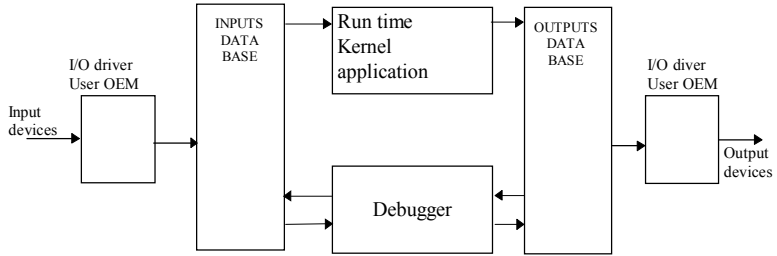 Input
devices
I/O driver
User OEM
INPUTS
DATA
BASE
Run time
Kernel
application
Debugger
OUTPUTS
DATA
BASE
I/O driver
User OEM
Output
devices